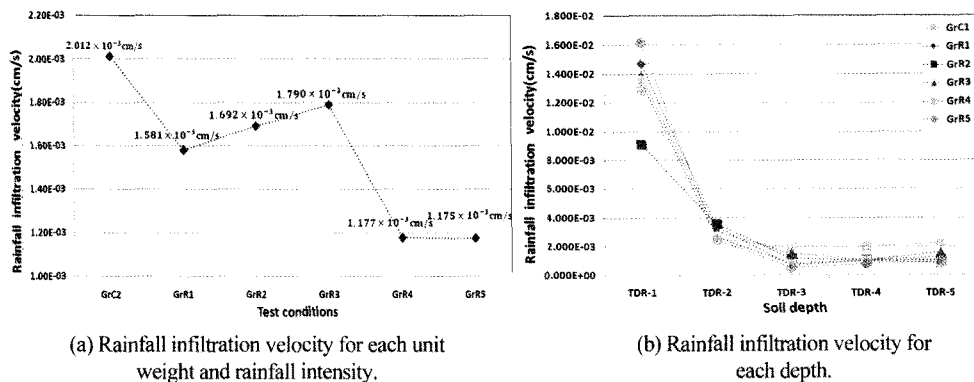 2.20E-03
2.00E-03
1.80E-03
1.60E-03
1.40E-03
1.20E-03
1.00E-03
Rainfall infiltration velocity(cm/s)
2.012×10⁻³cm/s
1.581×10⁻³cm/s
1.692×10⁻³cm/s
1.790×10⁻³cm/s
1.177×10⁻³cm/s
1.175×10⁻³cm/s
GrC2 GrR1 GrR2 GrR3 GrR4 GrR5
Test conditions
(a) Rainfall infiltration velocity for each unit
weight and rainfall intensity.
1.800E-02
1.600E-02
1.400E-02
1.200E-02
1.000E-02
8.000E-03
6.000E-03
4.000E-03
2.000E-03
0.000E+00
Rainfall infiltration velocity(cm/s)
GrC1
GrR1
GrR2
GrR3
GrR4
GrR5
TDR-1 TDR-2 TDR-3 TDR-4 TDR-5
Soil depth
(b) Rainfall infiltration velocity for
each depth.